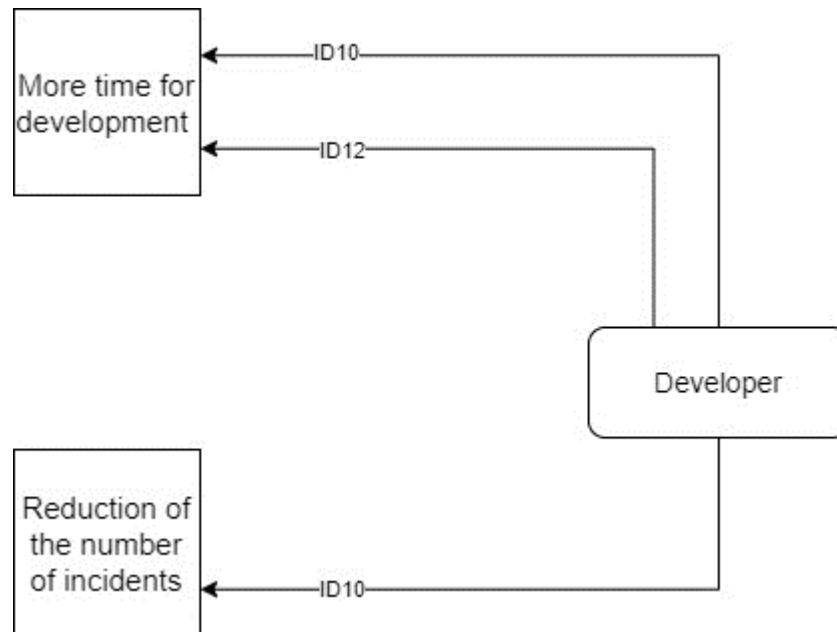 ID10
More time for
development
ID12
Developer
Reduction of
the number
of incidents
ID10